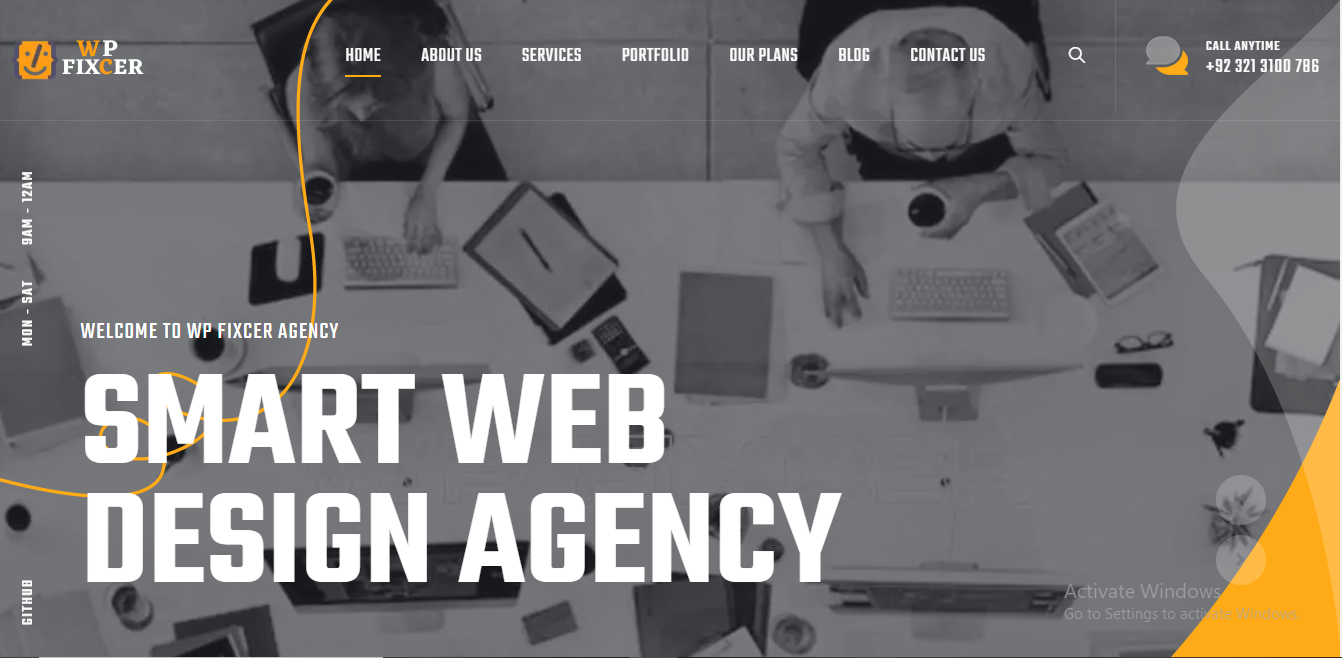 WP
FIXCER
HOME
ABOUT US
SERVICES
PORTFOLIO
OUR PLANS
BLOG
CONTACT US
CALL ANYTIME
+92 321 3100 786
MON - SAT 9AM - 12AM
WELCOME TO WP FIXCER AGENCY
SMART WEB
DESIGN AGENCY
GITHUB
Activate Windows
Go to Settings to activate Windows.